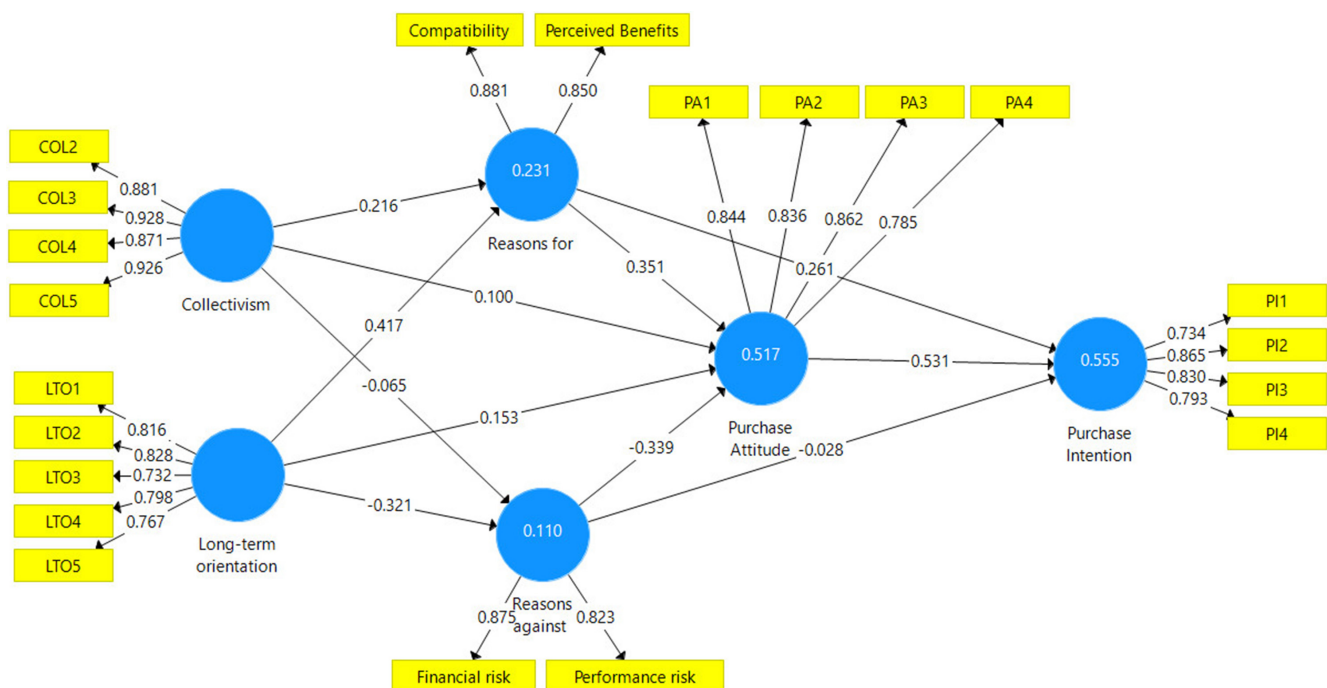 Compatibility
Perceived Benefits
0.881
0.850
PA1
PA2
PA3
PA4
COL2
COL3
COL4
COL5
0.881
0.928
0.871
0.926
Collectivism
0.216
0.231
Reasons for
0.844
0.836
0.862
0.785
0.351
0.261
0.100
0.417
-0.065
0.517
Purchase
Attitude
0.531
0.555
Purchase
Intention
PI1
PI2
PI3
PI4
0.734
0.865
0.830
0.793
LTO1
LTO2
LTO3
LTO4
LTO5
0.816
0.828
0.732
0.798
0.767
Long-term
orientation
0.153
-0.339
-0.028
-0.321
0.110
Reasons
against
0.875
0.823
Financial risk
Performance risk